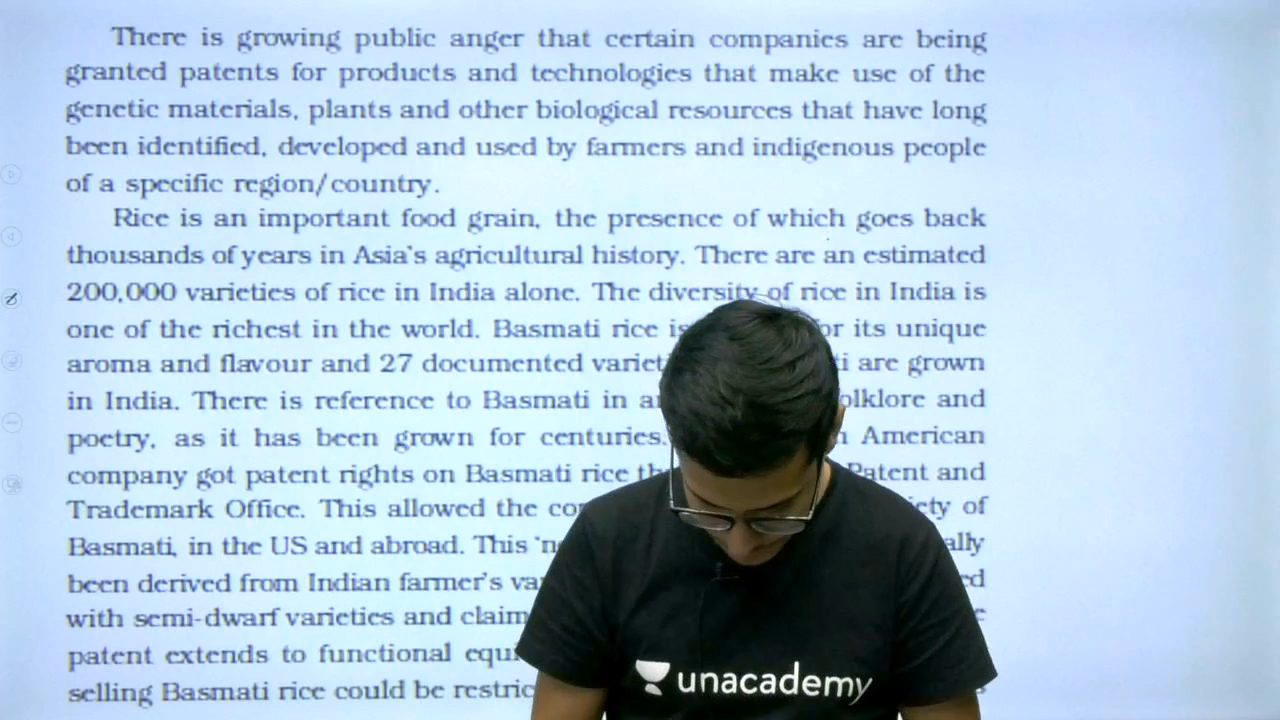 There is growing public anger that certain companies are being
granted patents for products and technologies that make use of the
genetic materials, plants and other biological resources that have long
been identified, developed and used by farmers and indigenous people
of a specific region/country.
Rice is an important food grain, the presence of which goes back
thousands of years in Asia's agricultural history. There are an estimated
200,000 varieties of rice in India alone. The diversity of rice in India is
one of the richest in the world. Basmati rice is its unique
aroma and flavour and 27 documented are grown
in India. There is reference to Basmati in and
poetry, as it has been grown for centuries. American
company got patent rights on Basmati rice Patent and
Trademark Office. This allowed the of
Basmati, in the US and abroad. This
been derived from Indian farmer's
with semi-dwarf varieties and
patent extends to functional
selling Basmati rice could be
unacademy